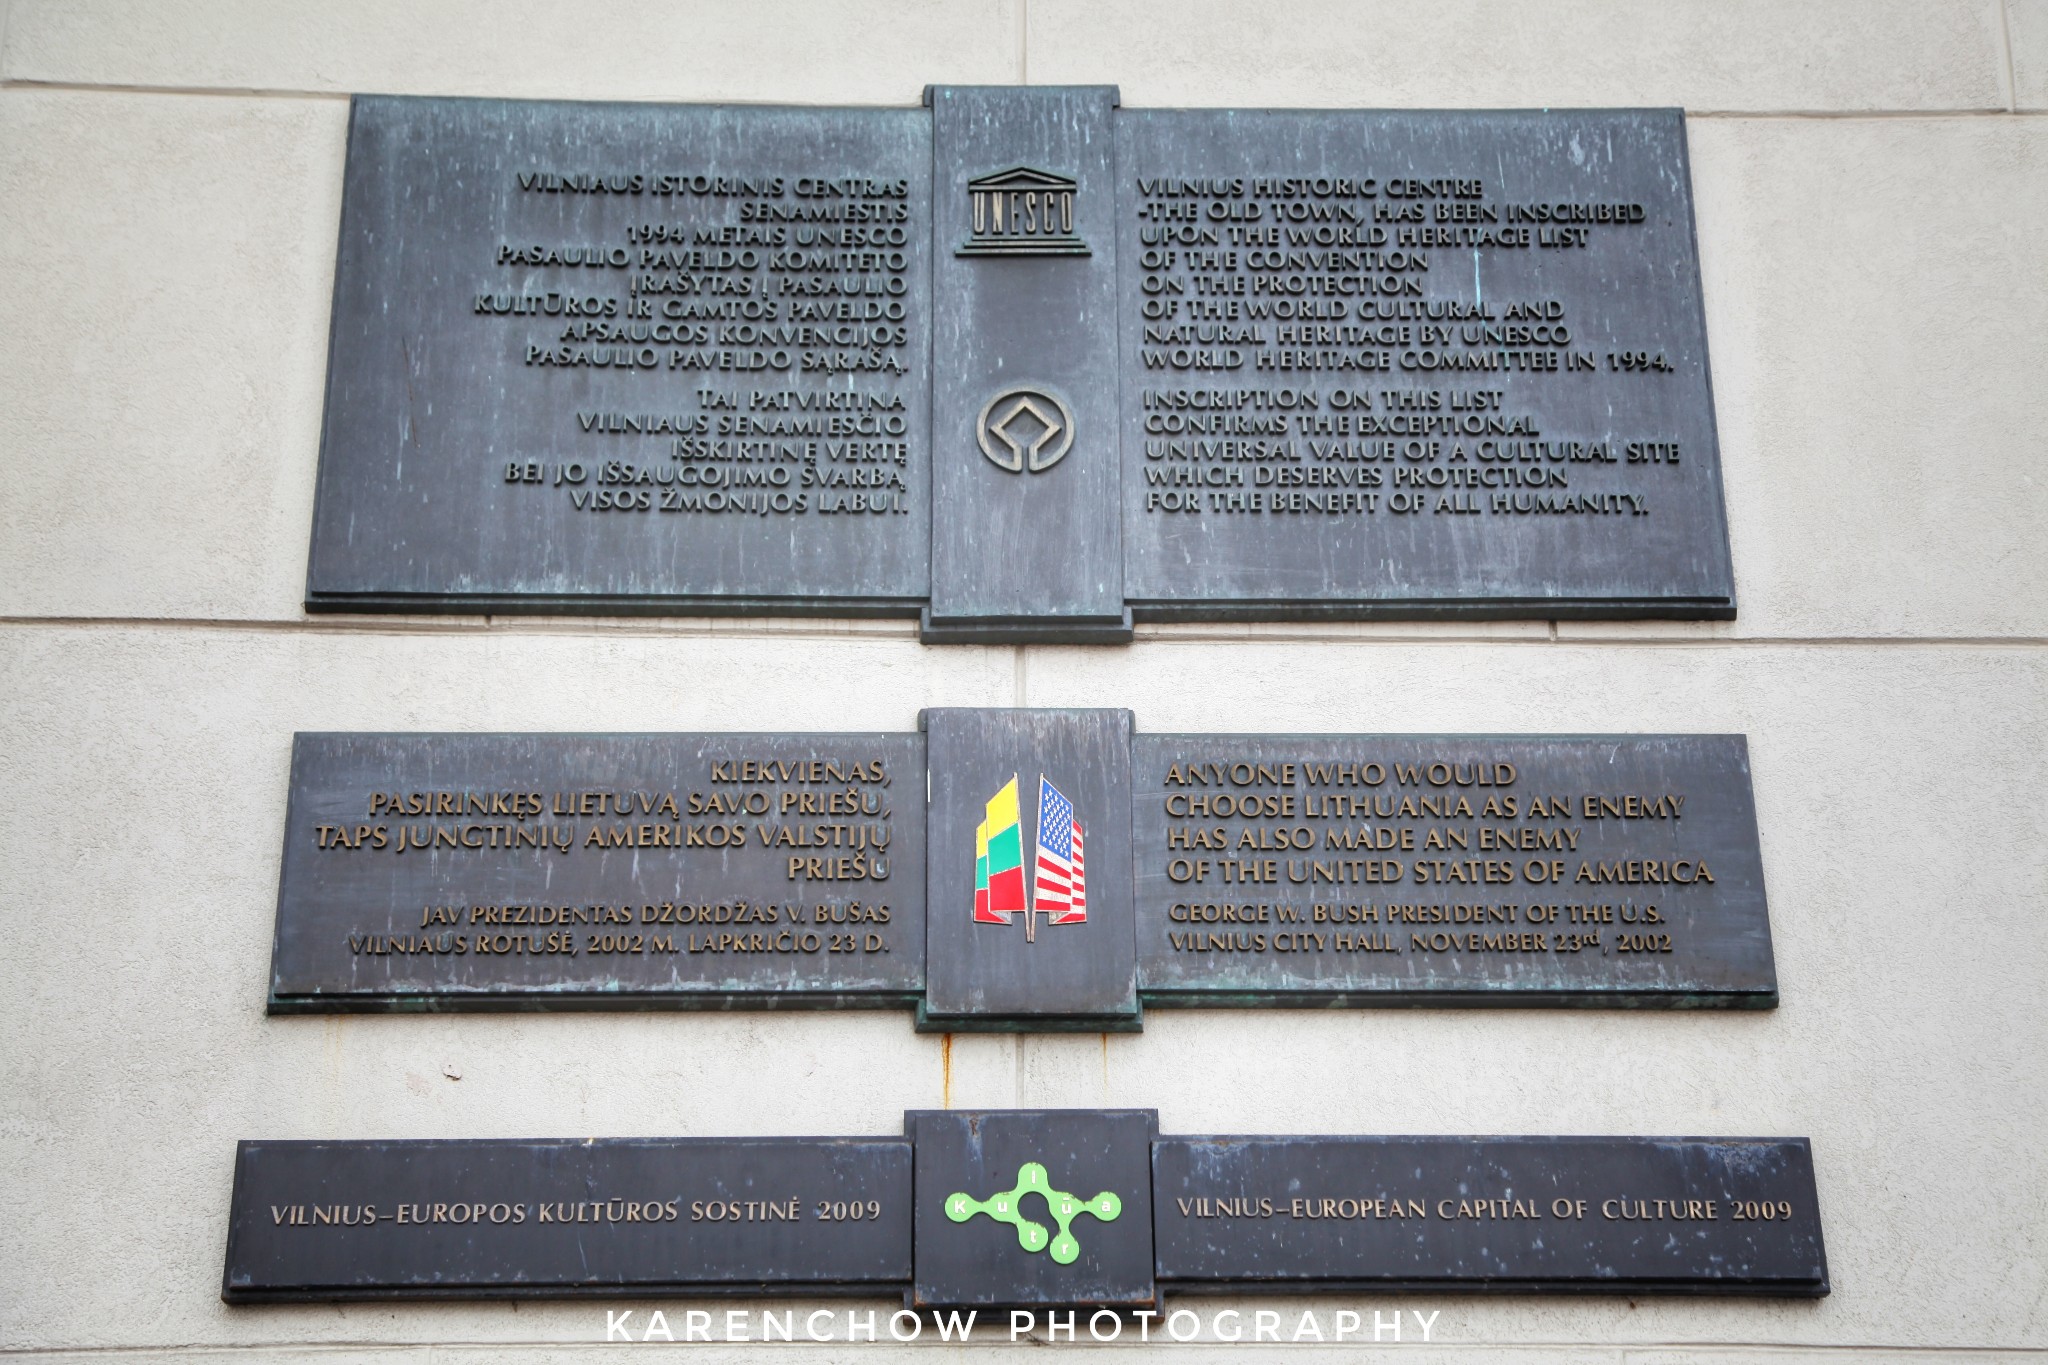 VILNIAUS ISTORINIS CENTRAS
SENAMIESTIS
1994 METAIS UNESCO
PASAULIO PAVELDO KOMITETO
ĮRAŠYTAS Į PASAULIO
KULTŪROS IR GAMTOS PAVELDO
APSAUGOS KONVENCIJOS
PASAULIO PAVELDO SĄRAŠĄ.
TAI PATVIRTINA
VILNIAUS SENAMIESČIO
IŠSKIRTINĘ VERTĘ
BEI JO IŠSAUGOJIMO SVARBĄ
VISOS ŽMONIJOS LABUI.
UNESCO
VILNIUS HISTORIC CENTRE
-THE OLD TOWN, HAS BEEN INSCRIBED
UPON THE WORLD HERITAGE LIST
OF THE CONVENTION
ON THE PROTECTION
OF THE WORLD CULTURAL AND
NATURAL HERITAGE BY UNESCO
WORLD HERITAGE COMMITTEE IN 1994.
INSCRIPTION ON THIS LIST
CONFIRMS THE EXCEPTIONAL
UNIVERSAL VALUE OF A CULTURAL SITE
WHICH DESERVES PROTECTION
FOR THE BENEFIT OF ALL HUMANITY.
KIEKVIENAS,
PASIRINKĘS LIETUVĄ SAVO PRIEŠU,
TAPS JUNGTINIŲ AMERIKOS VALSTIJŲ
PRIEŠU
JAV PREZIDENTAS DŽORDŽAS V. BUŠAS
VILNIAUS ROTUŠĖ, 2002 M. LAPKRIČIO 23 D.
ANYONE WHO WOULD
CHOOSE LITHUANIA AS AN ENEMY
HAS ALSO MADE AN ENEMY
OF THE UNITED STATES OF AMERICA
GEORGE W. BUSH PRESIDENT OF THE U.S.
VILNIUS CITY HALL, NOVEMBER 23rd, 2002
VILNIUS–EUROPOS KULTŪROS SOSTINĖ 2009
Kultūra
VILNIUS–EUROPEAN CAPITAL OF CULTURE 2009
KARENCHOW PHOTOGRAPHY